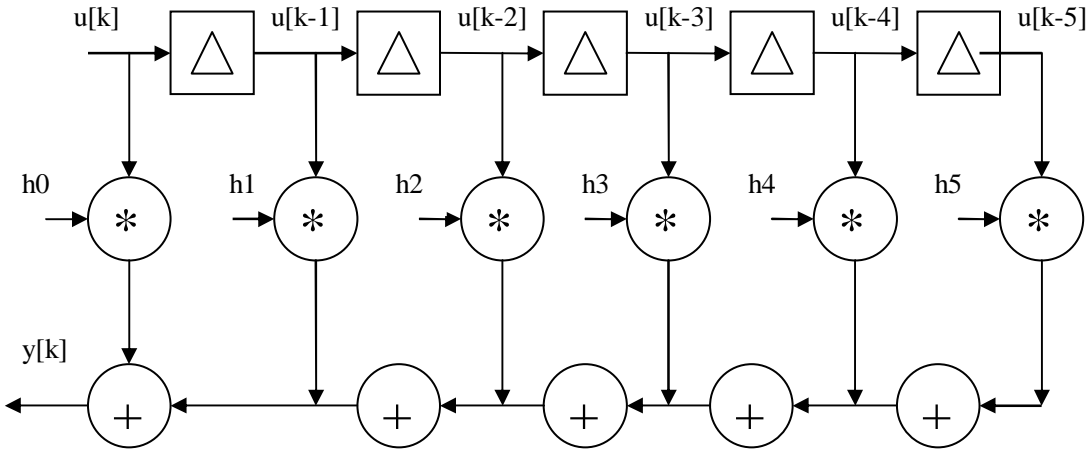 u[k] u[k-1] u[k-2] u[k-3] u[k-4] u[k-5]
△ △ △ △ △
h0 h1 h2 h3 h4 h5
* * * * * *
y[k]
+ + + + +